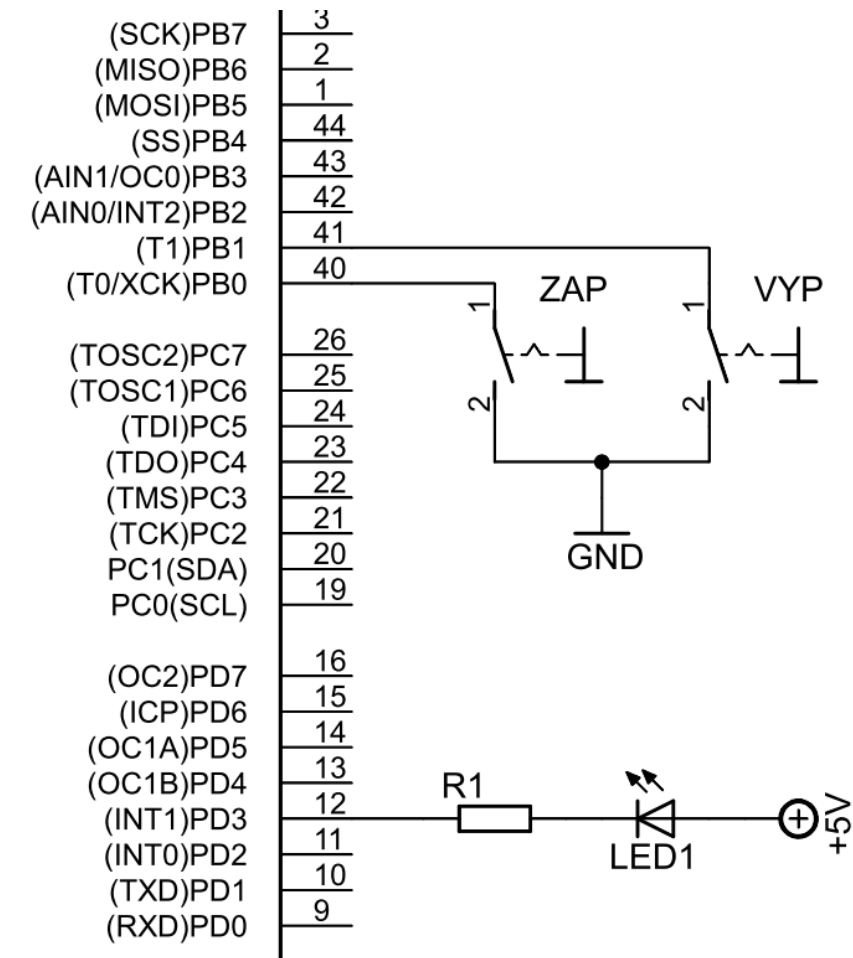 (SCK)PB7 3
(MISO)PB6 2
(MOSI)PB5 1
(SS)PB4 44
(AIN1/OC0)PB3 43
(AIN0/INT2)PB2 42
(T1)PB1 41
(T0/XCK)PB0 40
1 ZAP 1 VYP
2 2
GND
(TOSC2)PC7 26
(TOSC1)PC6 25
(TDI)PC5 24
(TDO)PC4 23
(TMS)PC3 22
(TCK)PC2 21
PC1(SDA) 20
PC0(SCL) 19
(OC2)PD7 16
(ICP)PD6 15
(OC1A)PD5 14
(OC1B)PD4 13
(INT1)PD3 12
R1
LED1
+5V
(INT0)PD2 11
(TXD)PD1 10
(RXD)PD0 9